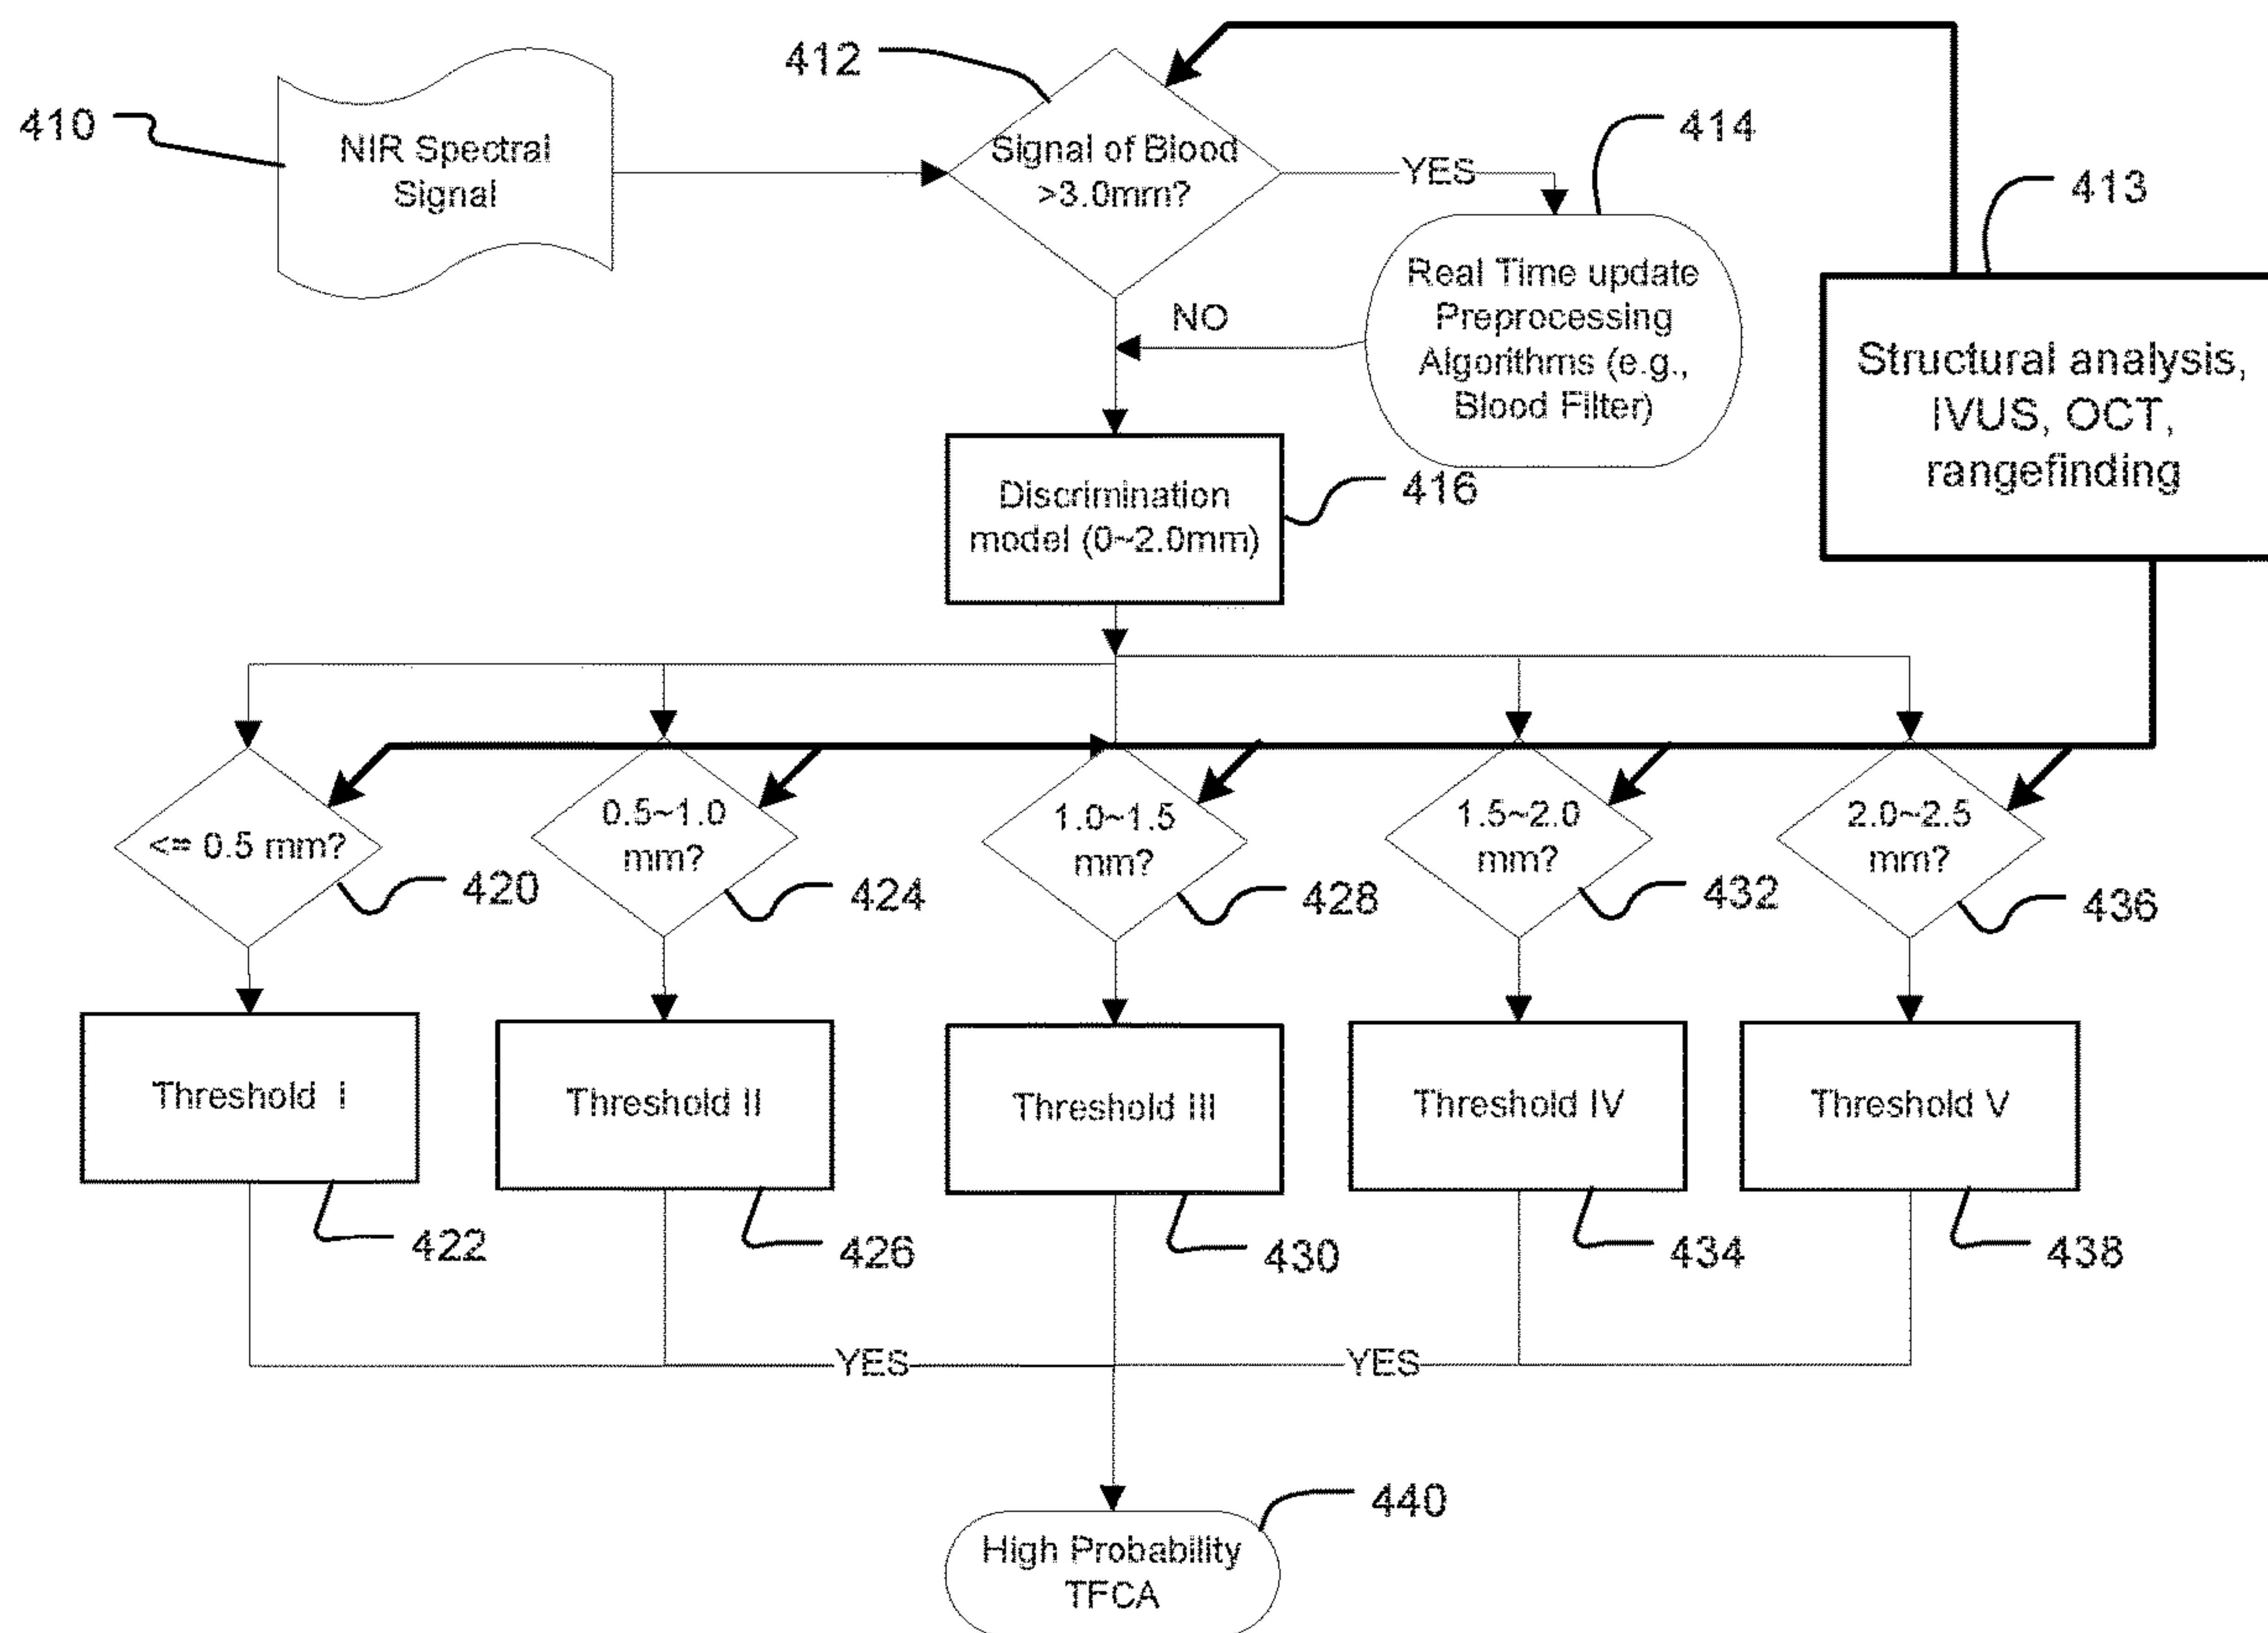 412
410
NIR Spectral
Signal
Signal of Blood
>3.0mm?
YES
414
413
NO
Real Time update
Preprocessing
Algorithms (e.g.,
Blood Filter)
Structural analysis,
IVUS, OCT,
rangefinding
Discrimination
model (0~2.0mm)
416
<= 0.5 mm?
420
0.5~1.0
mm?
424
1.0~1.5
mm?
428
1.5~2.0
mm?
432
2.0~2.5
mm?
436
Threshold I
422
Threshold II
426
Threshold III
430
Threshold IV
434
Threshold V
438
YES
YES
440
High Probability
TFCA